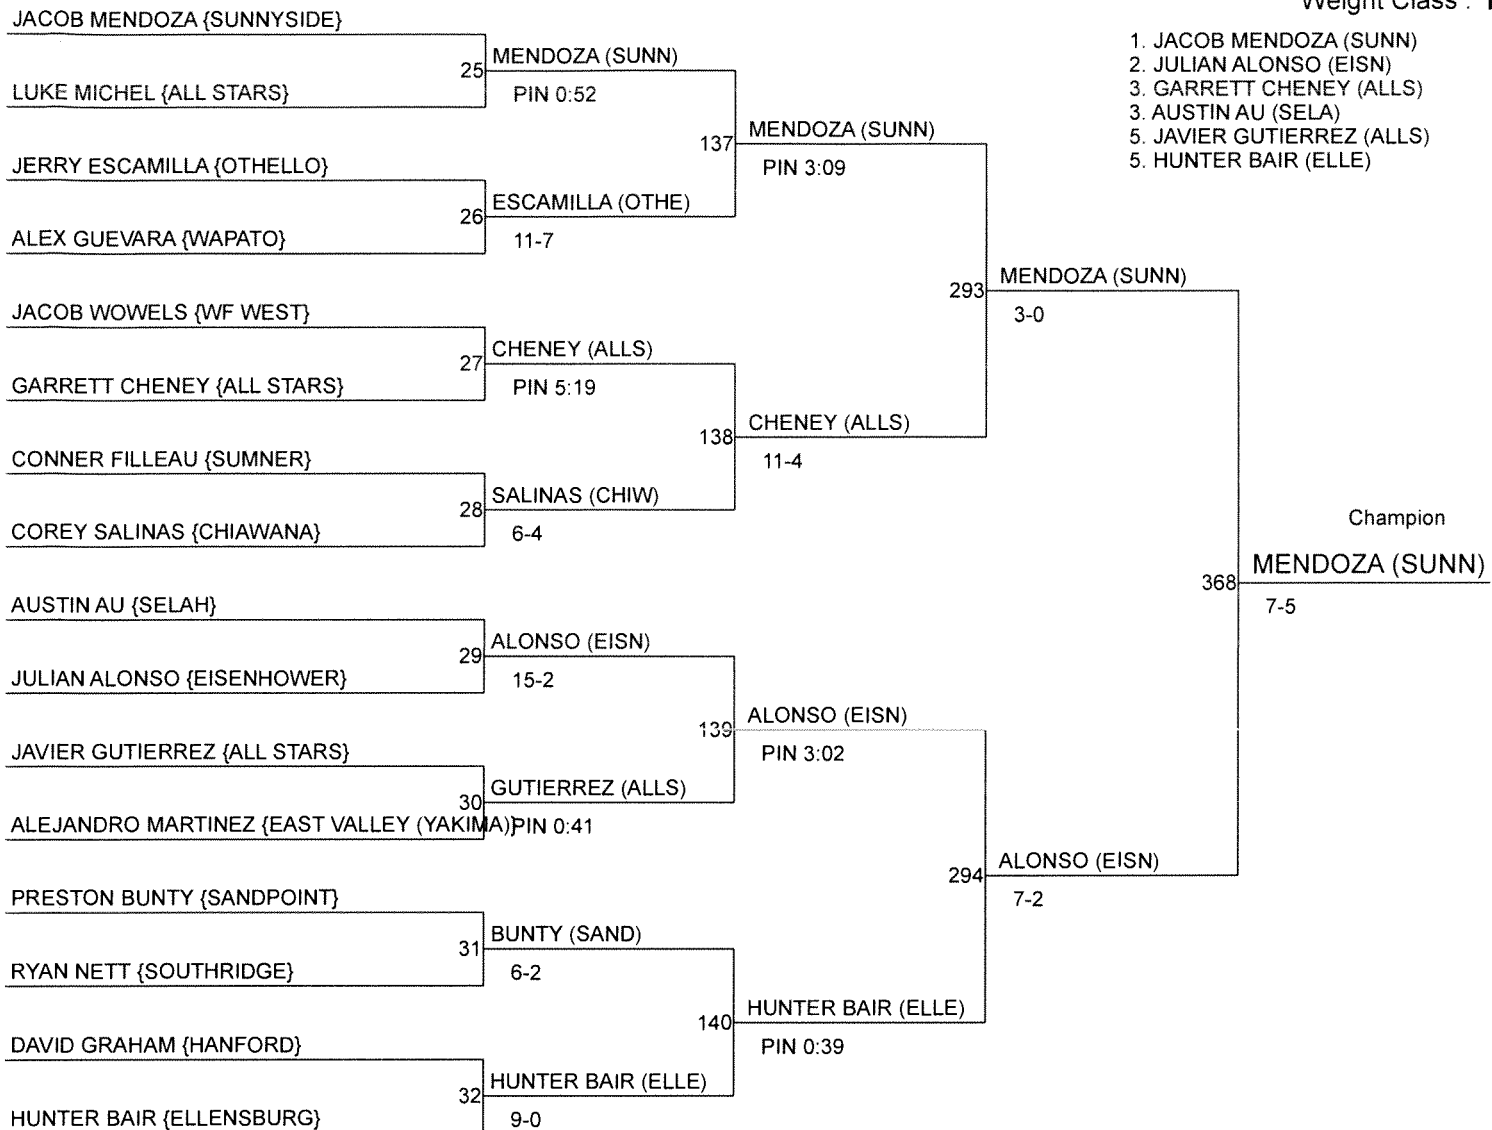 Weight Class :
1. JACOB MENDOZA (SUNN)
2. JULIAN ALONSO (EISN)
3. GARRETT CHENEY (ALLS)
3. AUSTIN AU (SELA)
5. JAVIER GUTIERREZ (ALLS)
5. HUNTER BAIR (ELLE)
JACOB MENDOZA {SUNNYSIDE}
25
MENDOZA (SUNN)
PIN 0:52
LUKE MICHEL {ALL STARS}
137
MENDOZA (SUNN)
PIN 3:09
JERRY ESCAMILLA {OTHELLO}
26
ESCAMILLA (OTHE)
11-7
ALEX GUEVARA {WAPATO}
293
MENDOZA (SUNN)
3-0
JACOB WOWELS {WF WEST}
27
CHENEY (ALLS)
PIN 5:19
GARRETT CHENEY {ALL STARS}
138
CHENEY (ALLS)
11-4
CONNER FILLEAU {SUMNER}
28
SALINAS (CHIW)
6-4
COREY SALINAS {CHIAWANA}
Champion
368
MENDOZA (SUNN)
7-5
AUSTIN AU {SELAH}
29
ALONSO (EISN)
15-2
JULIAN ALONSO {EISENHOWER}
139
ALONSO (EISN)
PIN 3:02
JAVIER GUTIERREZ {ALL STARS}
30
GUTIERREZ (ALLS)
PIN 0:41
ALEJANDRO MARTINEZ {EAST VALLEY (YAKIMA)}
294
ALONSO (EISN)
7-2
PRESTON BUNTY {SANDPOINT}
31
BUNTY (SAND)
6-2
RYAN NETT {SOUTHRIDGE}
140
HUNTER BAIR (ELLE)
PIN 0:39
DAVID GRAHAM {HANFORD}
32
HUNTER BAIR (ELLE)
9-0
HUNTER BAIR {ELLENSBURG}